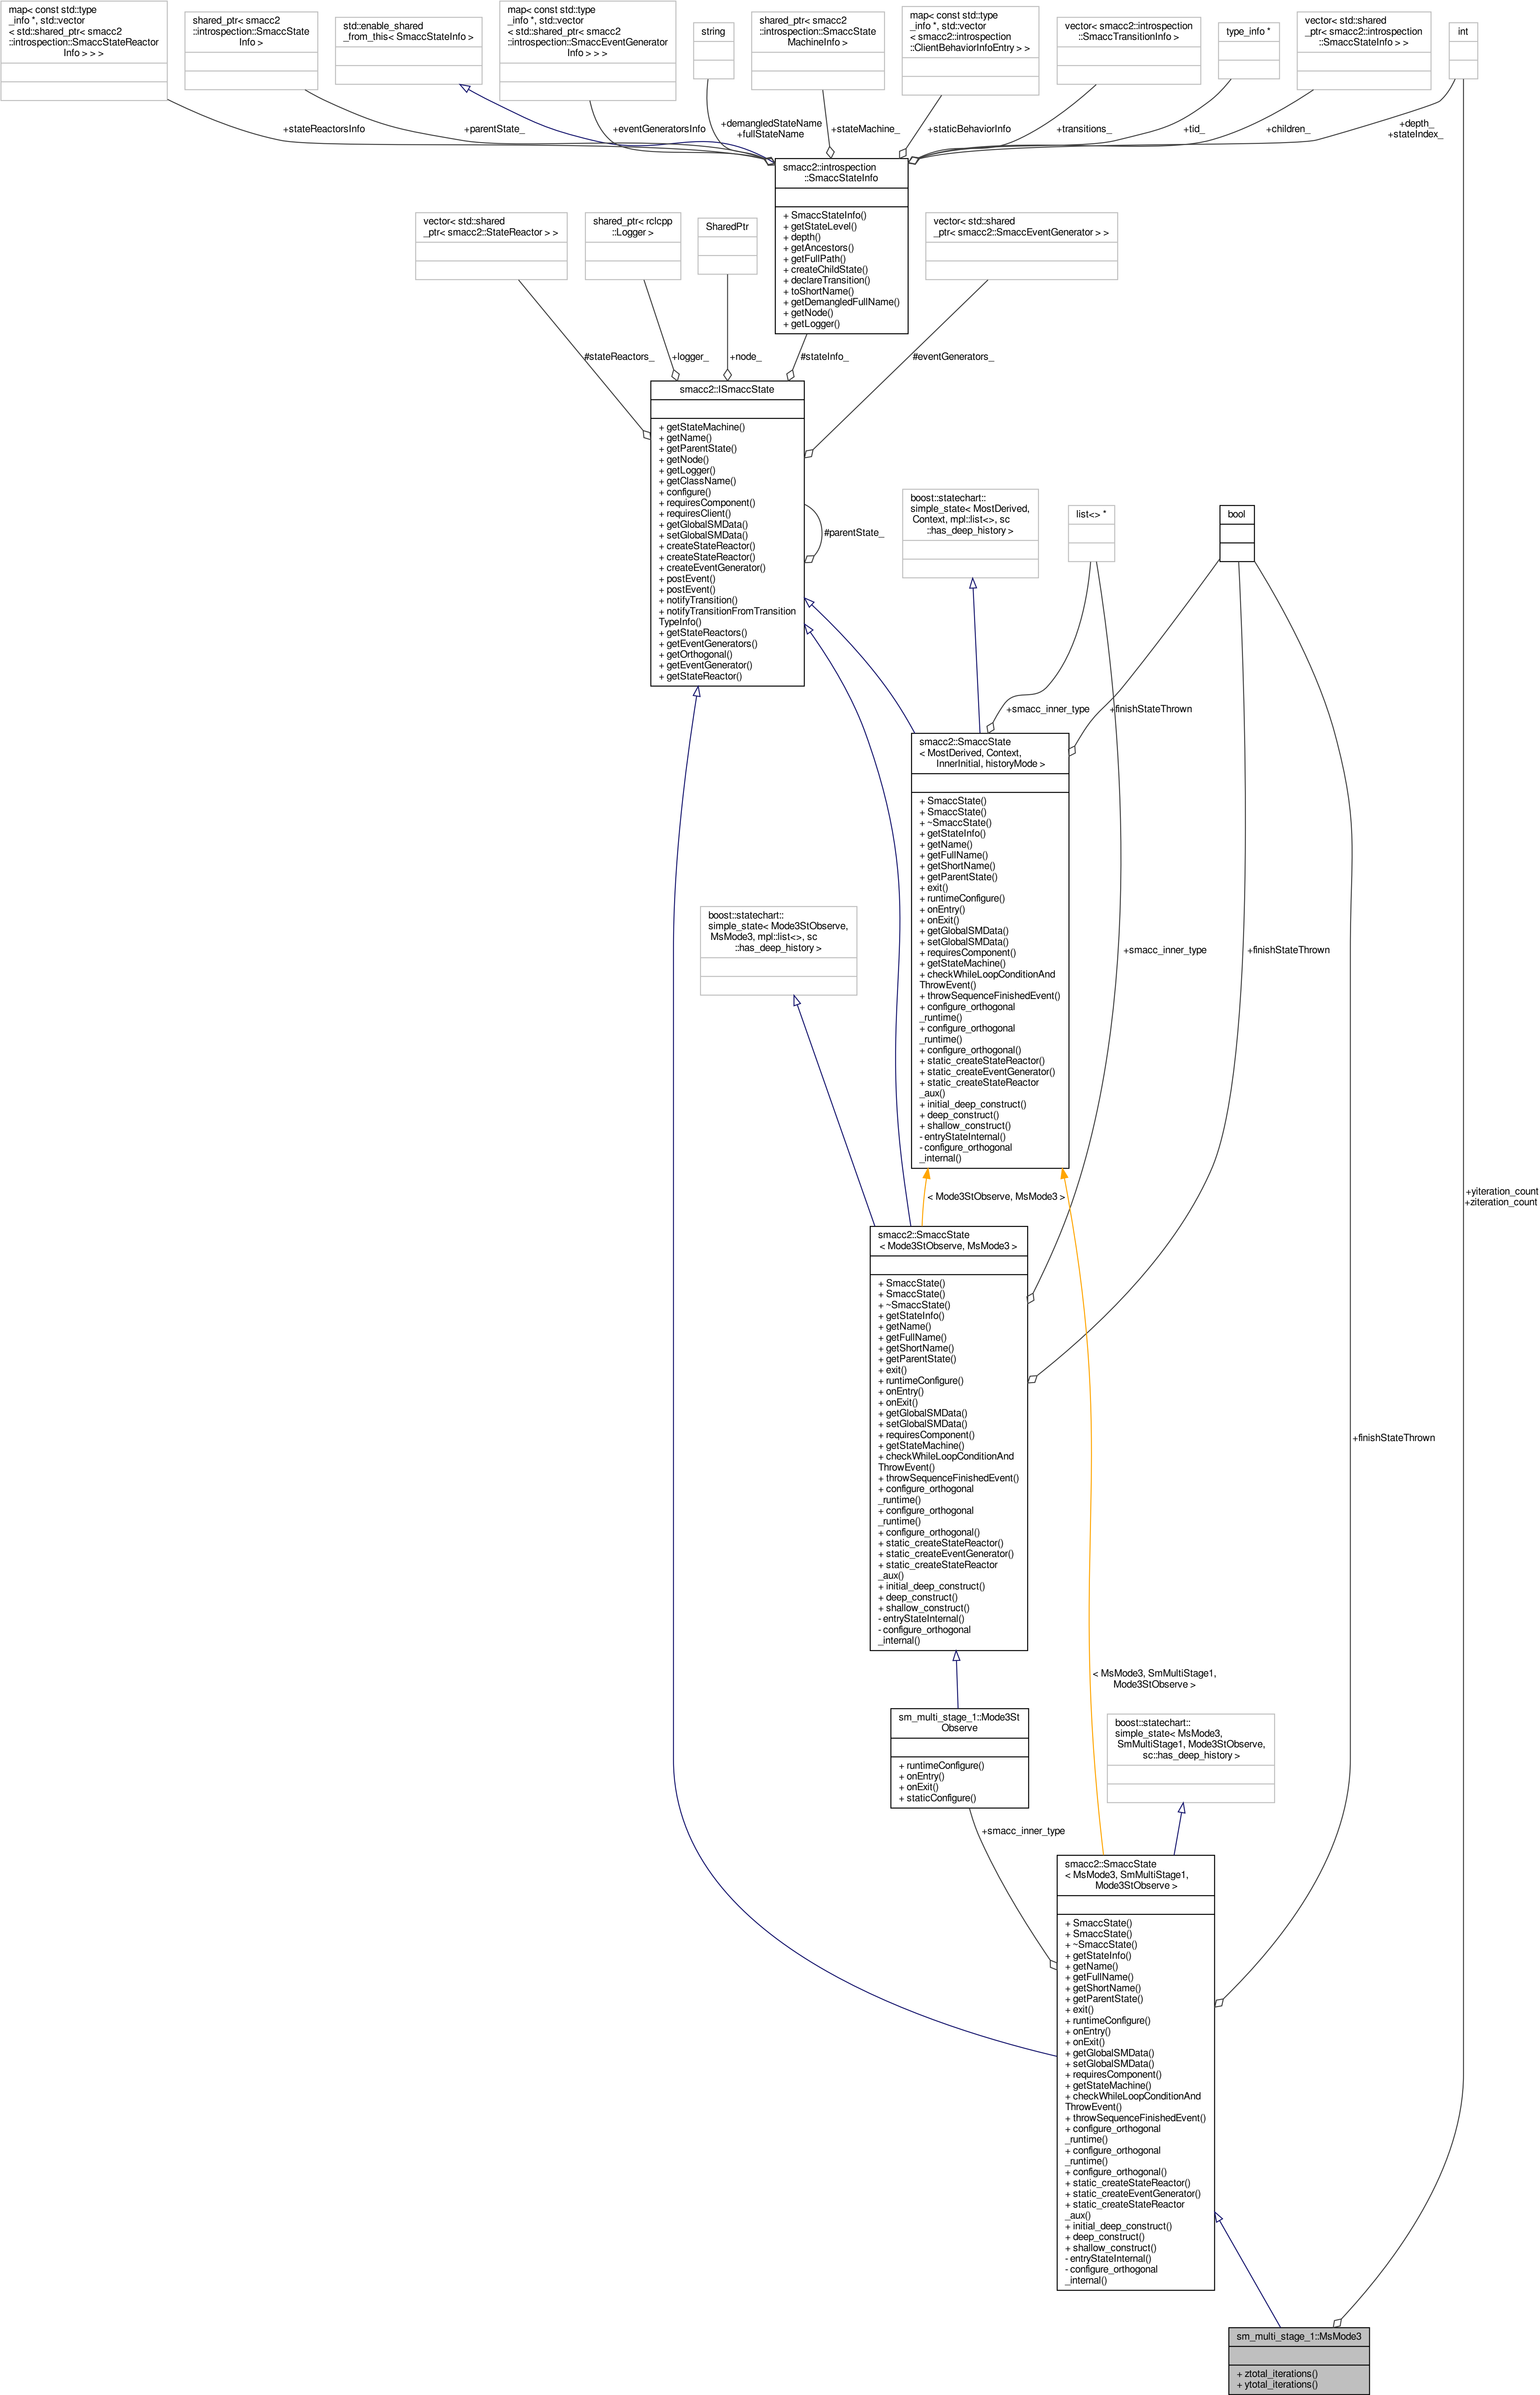 map< const std::type
_info *, std::vector
< std::shared_ptr< smacc2
::introspection::SmaccStateReactor
Info > > >
shared_ptr< smacc2
::introspection::SmaccState
Info >
std::enable_shared
_from_this< SmaccStateInfo >
map< const std::type
_info *, std::vector
< std::shared_ptr< smacc2
::introspection::SmaccEventGenerator
Info > > >
string
shared_ptr< smacc2
::introspection::SmaccState
MachineInfo >
map< const std::type
_info *, std::vector
< smacc2::introspection
::ClientBehaviorInfoEntry > >
vector< smacc2::introspection
::SmaccTransitionInfo >
type_info *
vector< std::shared
_ptr< smacc2::introspection
::SmaccStateInfo > >
int
+stateReactorsInfo
+parentState_
+eventGeneratorsInfo
+demangledStateName
+fullStateName
+stateMachine_
+staticBehaviorInfo
+transitions_
+tid_
+children_
+depth_
+stateIndex_
smacc2::introspection
::SmaccStateInfo
+ SmaccStateInfo()
+ getStateLevel()
+ depth()
+ getAncestors()
+ getFullPath()
+ createChildState()
+ declareTransition()
+ toShortName()
+ getDemangledFullName()
+ getNode()
+ getLogger()
vector< std::shared
_ptr< smacc2::StateReactor > >
shared_ptr< rclcpp
::Logger >
SharedPtr
vector< std::shared
_ptr< smacc2::SmaccEventGenerator > >
#stateReactors_
+logger_
+node_
#stateInfo_
#eventGenerators_
smacc2::ISmaccState
+ getStateMachine()
+ getName()
+ getParentState()
+ getNode()
+ getLogger()
+ getClassName()
+ configure()
+ requiresComponent()
+ requiresClient()
+ getGlobalSMData()
+ setGlobalSMData()
+ createStateReactor()
+ createStateReactor()
+ createEventGenerator()
+ postEvent()
+ postEvent()
+ notifyTransition()
+ notifyTransitionFromTransition
TypeInfo()
+ getStateReactors()
+ getEventGenerators()
+ getOrthogonal()
+ getEventGenerator()
+ getStateReactor()
#parentState_
boost::statechart::
simple_state< MostDerived,
Context, mpl::list<>, sc
::has_deep_history >
list<> *
bool
+smacc_inner_type
+finishStateThrown
smacc2::SmaccState
< MostDerived, Context,
InnerInitial, historyMode >
+ SmaccState()
+ SmaccState()
+ ~SmaccState()
+ getStateInfo()
+ getName()
+ getFullName()
+ getShortName()
+ getParentState()
+ exit()
+ runtimeConfigure()
+ onEntry()
+ onExit()
+ getGlobalSMData()
+ setGlobalSMData()
+ requiresComponent()
+ getStateMachine()
+ checkWhileLoopConditionAnd
ThrowEvent()
+ throwSequenceFinishedEvent()
+ configure_orthogonal
_runtime()
+ configure_orthogonal
_runtime()
+ configure_orthogonal()
+ static_createStateReactor()
+ static_createEventGenerator()
+ static_createStateReactor
_aux()
+ initial_deep_construct()
+ deep_construct()
+ shallow_construct()
- entryStateInternal()
- configure_orthogonal
_internal()
boost::statechart::
simple_state< Mode3StObserve,
MsMode3, mpl::list<>, sc
::has_deep_history >
+smacc_inner_type
+finishStateThrown
< Mode3StObserve, MsMode3 >
+yiteration_count
+ziteration_count
smacc2::SmaccState
< Mode3StObserve, MsMode3 >
+ SmaccState()
+ SmaccState()
+ ~SmaccState()
+ getStateInfo()
+ getName()
+ getFullName()
+ getShortName()
+ getParentState()
+ exit()
+ runtimeConfigure()
+ onEntry()
+ onExit()
+ getGlobalSMData()
+ setGlobalSMData()
+ requiresComponent()
+ getStateMachine()
+ checkWhileLoopConditionAnd
ThrowEvent()
+ throwSequenceFinishedEvent()
+ configure_orthogonal
_runtime()
+ configure_orthogonal
_runtime()
+ configure_orthogonal()
+ static_createStateReactor()
+ static_createEventGenerator()
+ static_createStateReactor
_aux()
+ initial_deep_construct()
+ deep_construct()
+ shallow_construct()
- entryStateInternal()
- configure_orthogonal
_internal()
+finishStateThrown
< MsMode3, SmMultiStage1,
Mode3StObserve >
sm_multi_stage_1::Mode3St
Observe
+ runtimeConfigure()
+ onEntry()
+ onExit()
+ staticConfigure()
boost::statechart::
simple_state< MsMode3,
SmMultiStage1, Mode3StObserve,
sc::has_deep_history >
+smacc_inner_type
smacc2::SmaccState
< MsMode3, SmMultiStage1,
Mode3StObserve >
+ SmaccState()
+ SmaccState()
+ ~SmaccState()
+ getStateInfo()
+ getName()
+ getFullName()
+ getShortName()
+ getParentState()
+ exit()
+ runtimeConfigure()
+ onEntry()
+ onExit()
+ getGlobalSMData()
+ setGlobalSMData()
+ requiresComponent()
+ getStateMachine()
+ checkWhileLoopConditionAnd
ThrowEvent()
+ throwSequenceFinishedEvent()
+ configure_orthogonal
_runtime()
+ configure_orthogonal
_runtime()
+ configure_orthogonal()
+ static_createStateReactor()
+ static_createEventGenerator()
+ static_createStateReactor
_aux()
+ initial_deep_construct()
+ deep_construct()
+ shallow_construct()
- entryStateInternal()
- configure_orthogonal
_internal()
sm_multi_stage_1::MsMode3
+ ztotal_iterations()
+ ytotal_iterations()